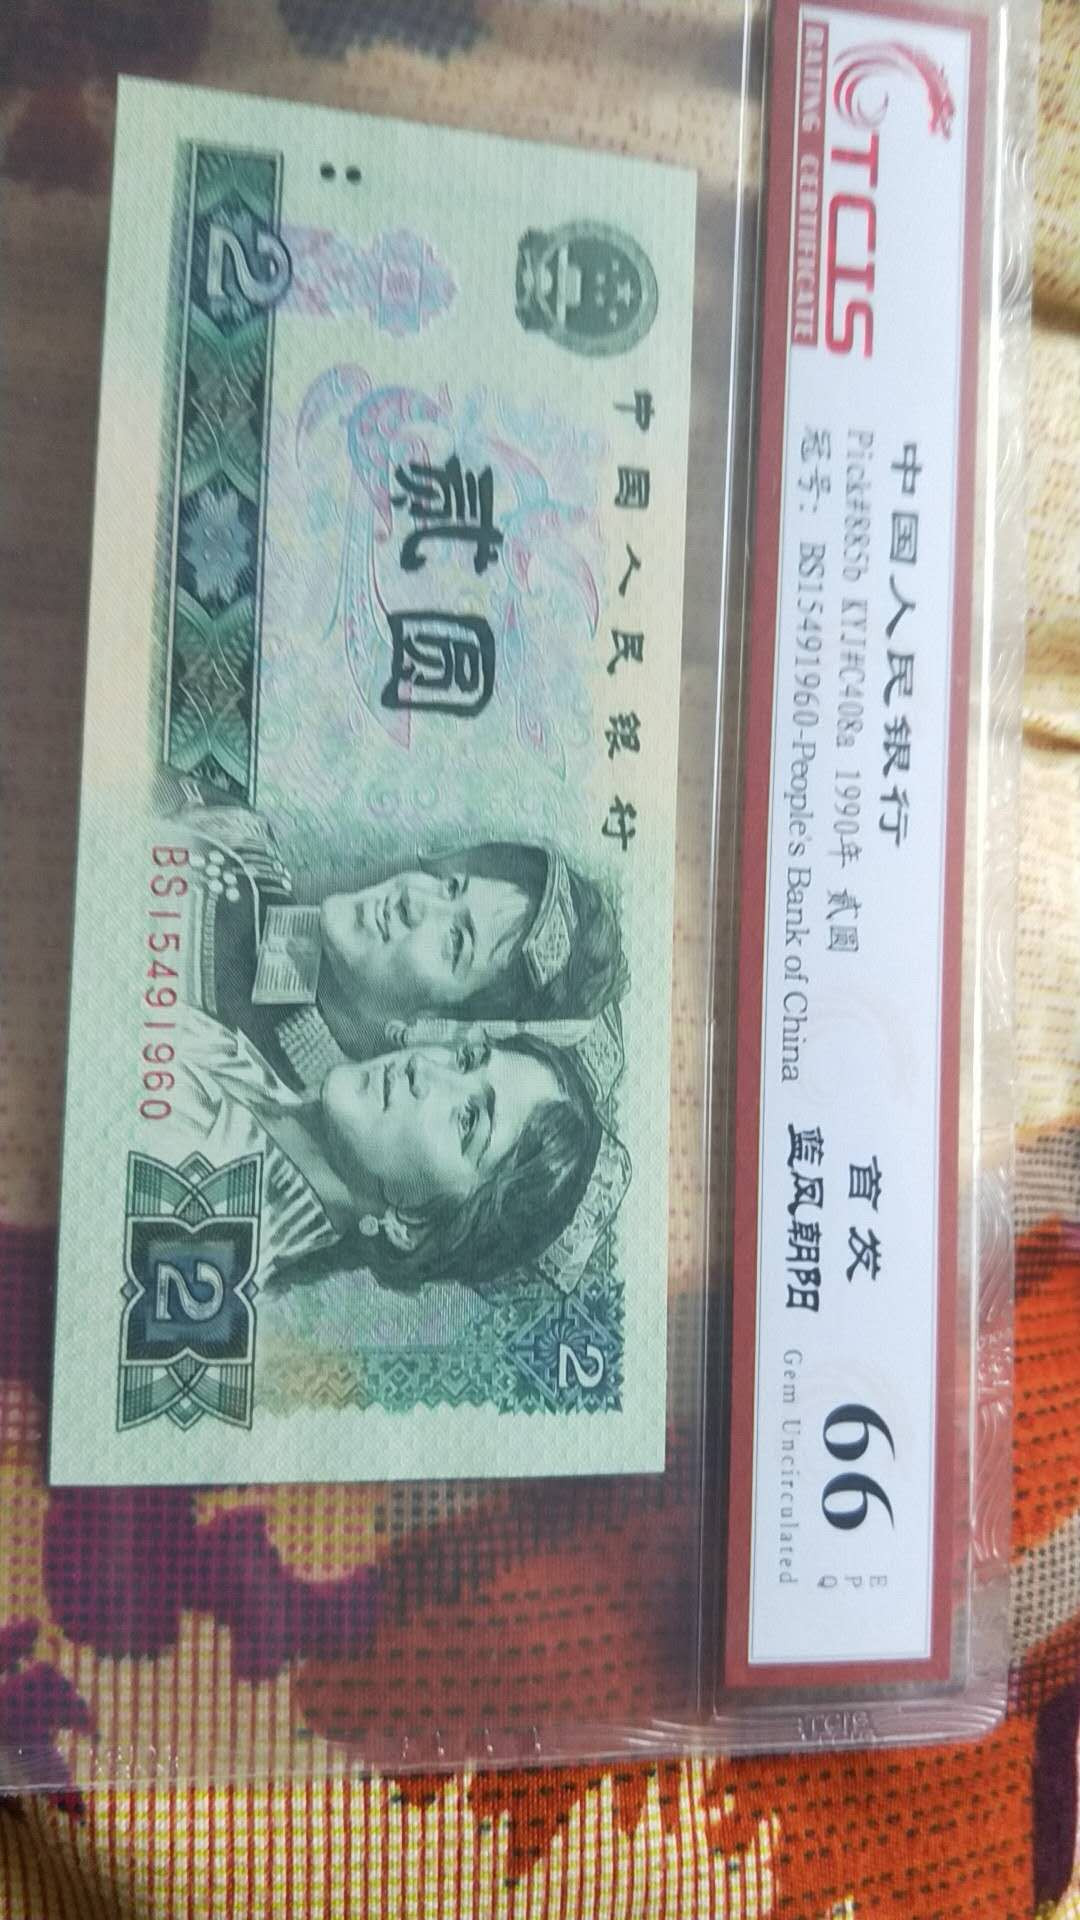 TCIS
RATING CERTIFICATE
中国人民银行
Pick#885b KYJ#C408a 1990年 贰圆
冠号: BS15491960-People's Bank of China
首发
蓝凤朝阳
66
EPQ
Gem Uncirculated
中国人民银行
贰圆
2
BS15491960
2
2
TCIS